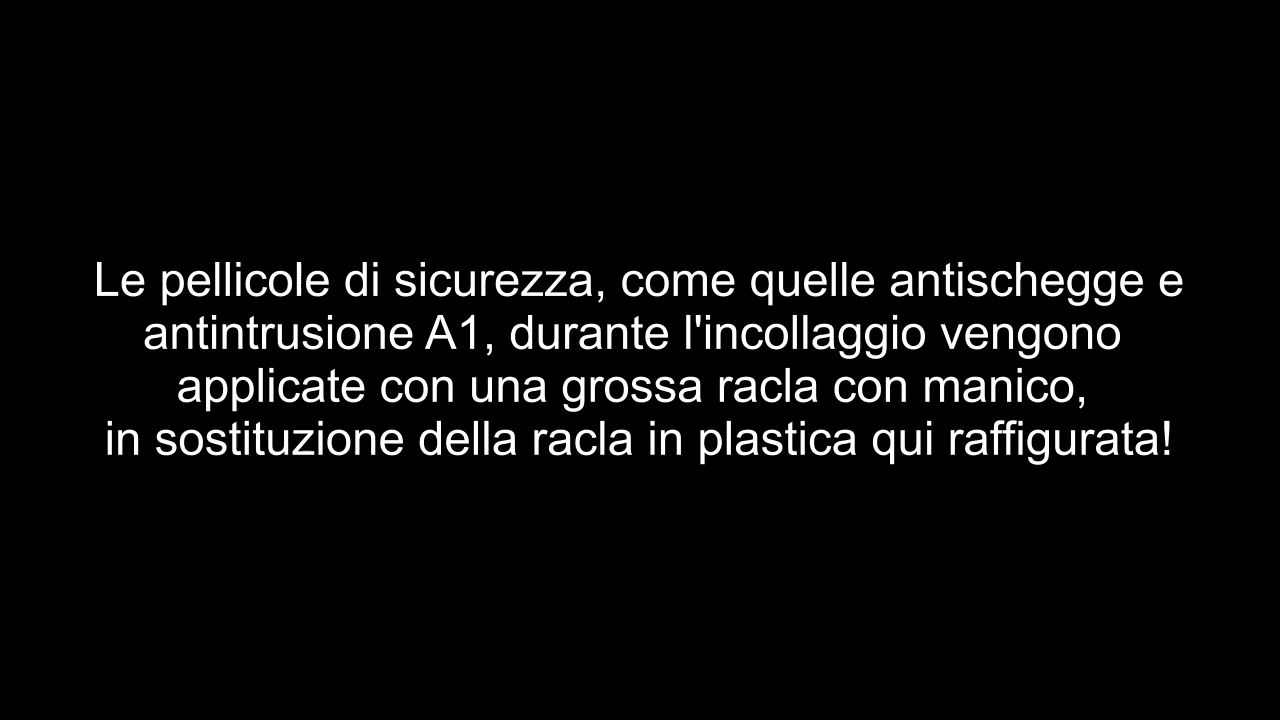 Le pellicole di sicurezza, come quelle antischegge e
antintrusione A1, durante l'incollaggio vengono
applicate con una grossa racla con manico,
in sostituzione della racla in plastica qui raffigurata!